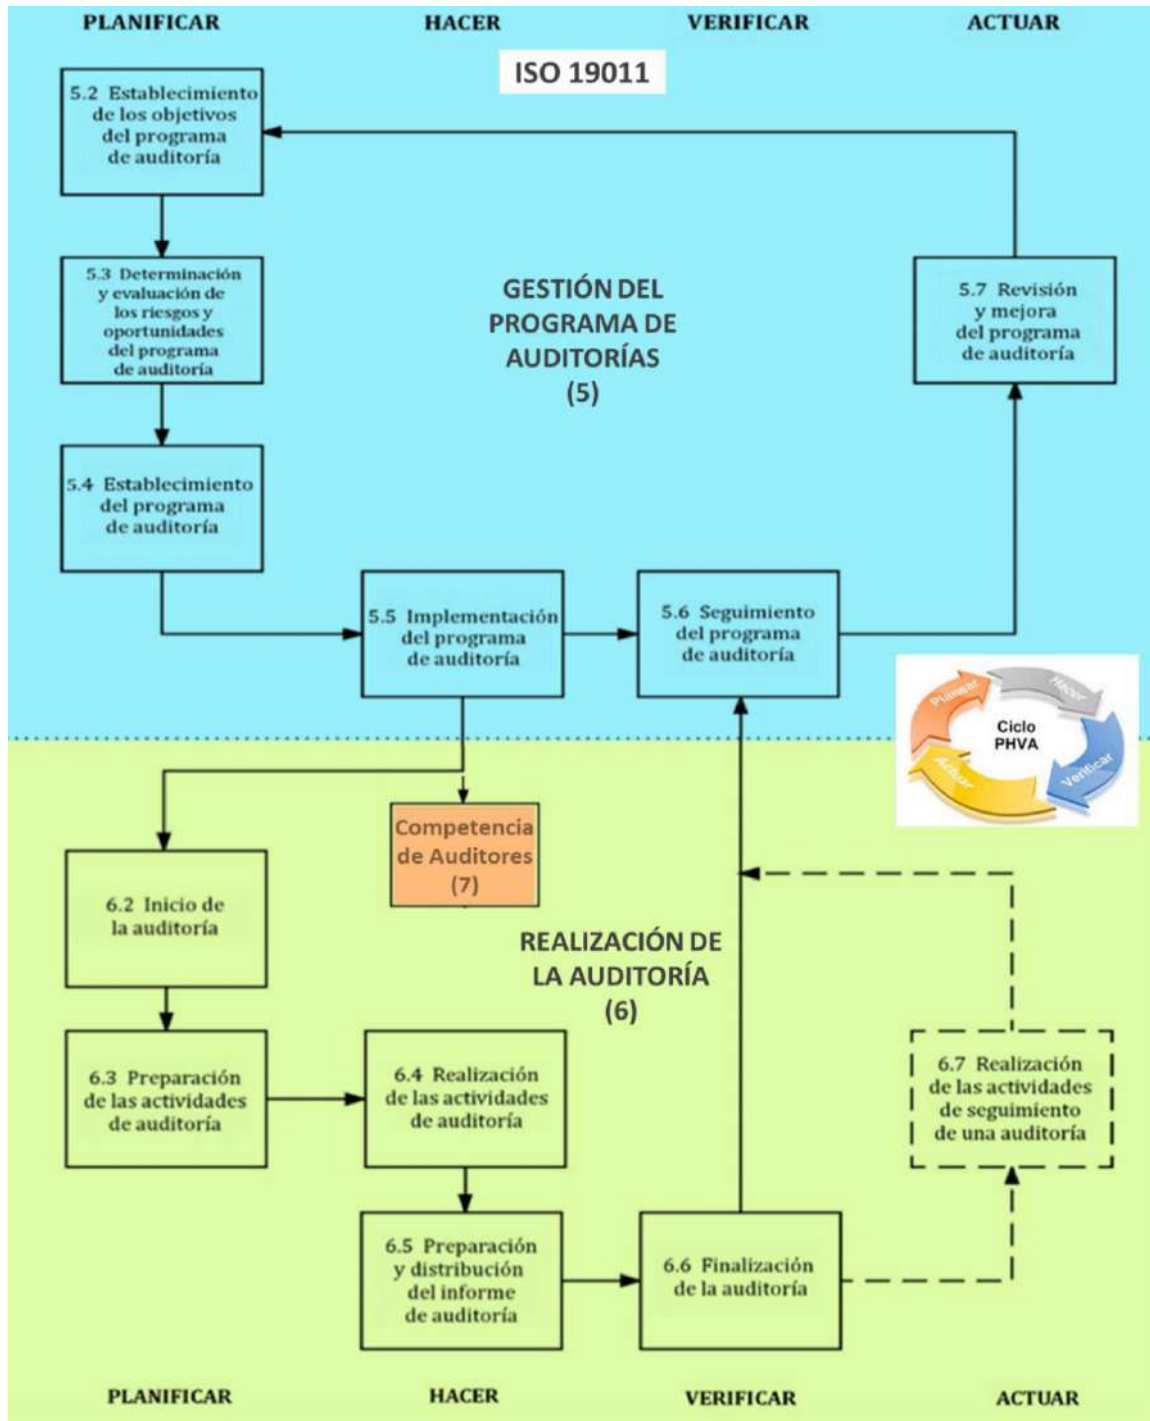 PLANIFICAR
HACER
VERIFICAR
ACTUAR
ISO 19011
5.2 Establecimiento
de los objetivos
del programa
de auditoría
5.3 Determinación
y evaluación de
los riesgos y
oportunidades
del programa
de auditoría
GESTIÓN DEL
PROGRAMA DE
AUDITORÍAS
(5)
5.7 Revisión
y mejora
del programa
de auditoría
5.4 Establecimiento
del programa
de auditoría
5.5 Implementación
del programa
de auditoría
5.6 Seguimiento
del programa
de auditoría
Planear
Hacer
Ciclo
PHVA
Actuar
Verificar
Competencia
de Auditores
(7)
6.2 Inicio de
la auditoría
REALIZACIÓN DE
LA AUDITORÍA
(6)
6.3 Preparación
de las actividades
de auditoría
6.4 Realización
de las actividades
de auditoría
6.7 Realización
de las actividades
de seguimiento
de una auditoría
6.5 Preparación
y distribución
del informe
de auditoría
6.6 Finalización
de la auditoría
PLANIFICAR
HACER
VERIFICAR
ACTUAR